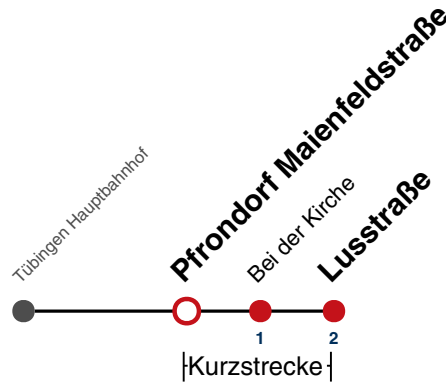 Tübingen Hauptbahnhof
Pfrondorf Maienfeldstraße
Bei der Kirche
Lusstraße
1
2
Kurzstrecke